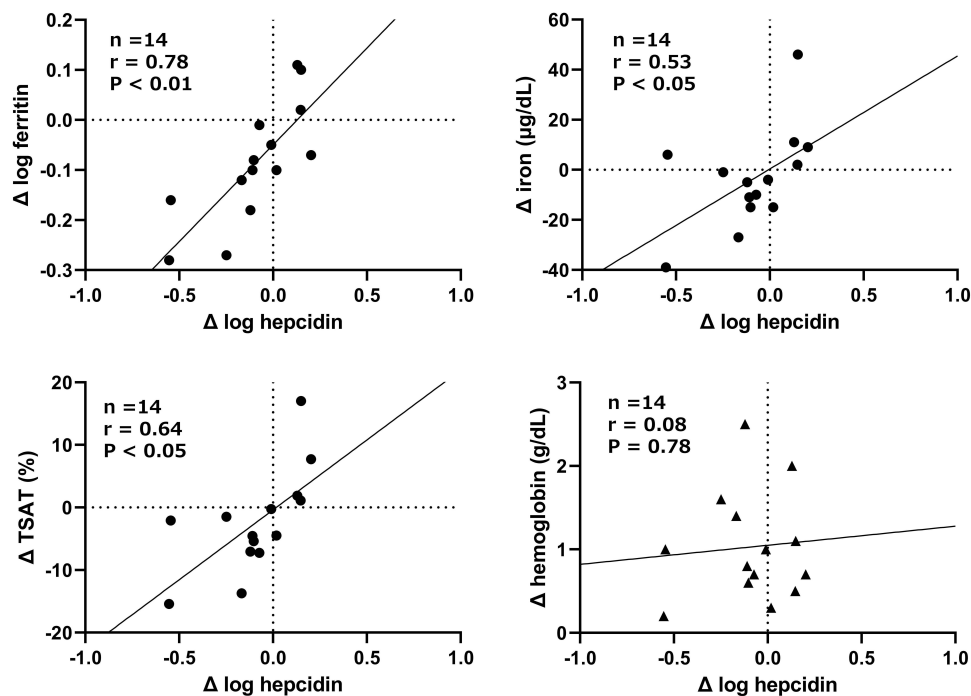 n =14
r = 0.78
P < 0.01
0.2
0.1
0.0
-0.1
-0.2
-0.3
Δ log ferritin
-1.0 -0.5 0.0 0.5 1.0
Δ log hepcidin
n =14
r = 0.53
P < 0.05
60
40
20
0
-20
-40
Δ iron (μg/dL)
-1.0 -0.5 0.0 0.5 1.0
Δ log hepcidin
n =14
r = 0.64
P < 0.05
20
10
0
-10
-20
Δ TSAT (%)
-1.0 -0.5 0.0 0.5 1.0
Δ log hepcidin
n =14
r = 0.08
P = 0.78
3
2
1
0
Δ hemoglobin (g/dL)
-1.0 -0.5 0.0 0.5 1.0
Δ log hepcidin